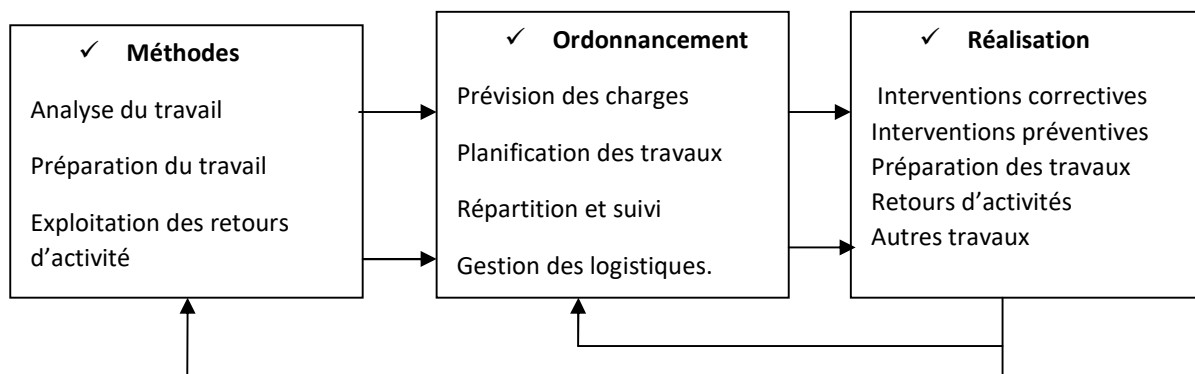 ✓ Méthodes
Analyse du travail
Préparation du travail
Exploitation des retours
d’activité
✓ Ordonnancement
Prévision des charges
Planification des travaux
Répartition et suivi
Gestion des logistiques.
✓ Réalisation
Interventions correctives
Interventions préventives
Préparation des travaux
Retours d’activités
Autres travaux